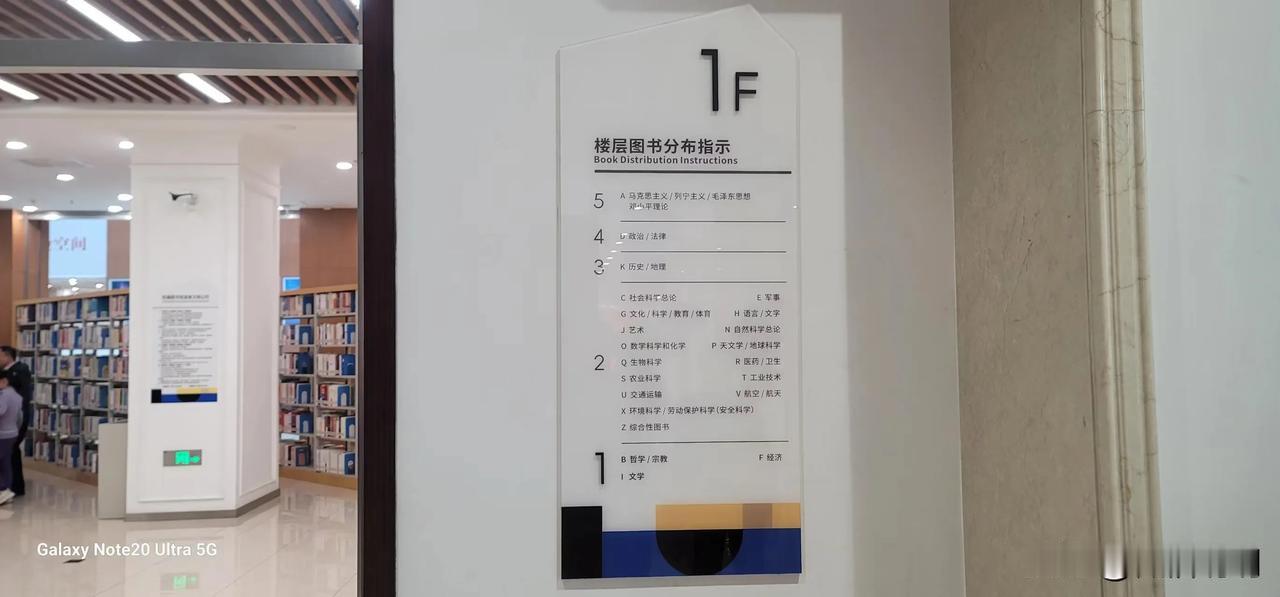 1F
楼层图书分布指示
Book Distribution Instructions
5 A 马克思主义/列宁主义/毛泽东思想
邓小平理论
4 D 政治/法律
3 K 历史/地理
2
C 社会科学总论 E 军事
G 文化/科学/教育/体育 H 语言/文字
J 艺术 N 自然科学总论
O 数学科学和化学 P 天文学/地球科学
Q 生物科学 R 医药/卫生
S 农业科学 T 工业技术
U 交通运输 V 航空/航天
X 环境科学/劳动保护科学(安全科学)
Z 综合性图书
1 B 哲学/宗教 F 经济
I 文学
空间
Galaxy Note20 Ultra 5G